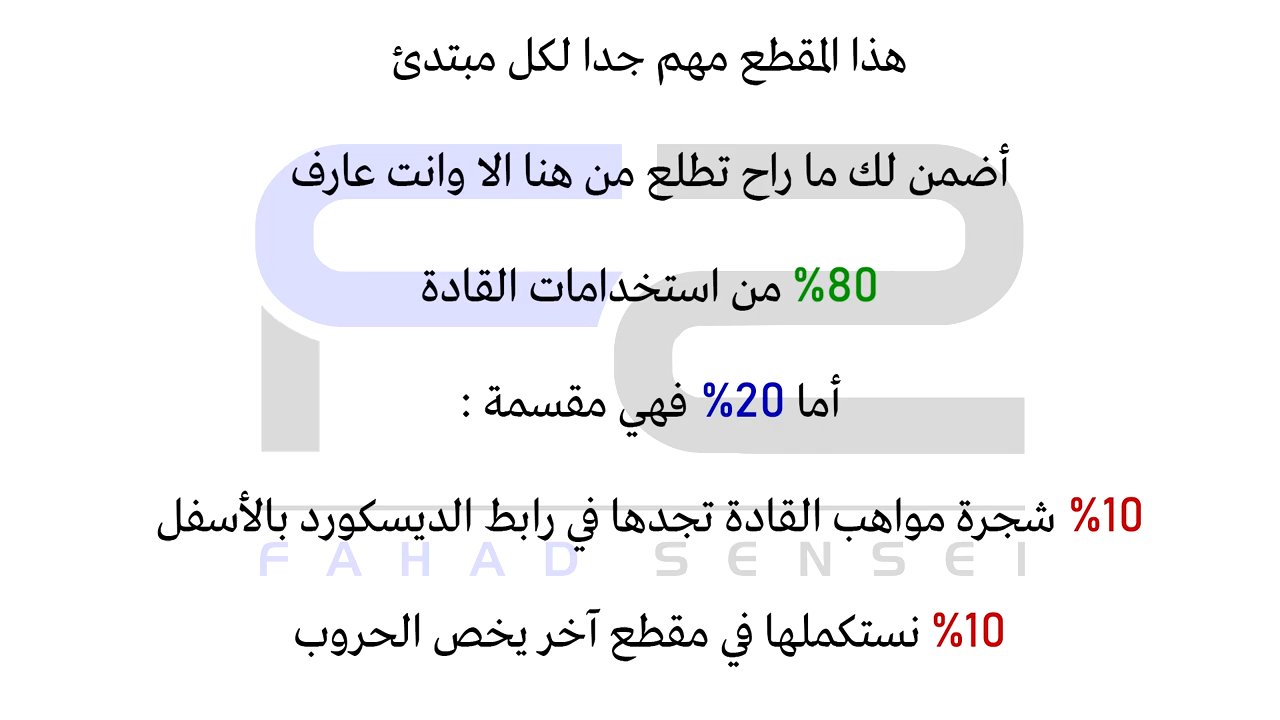 هذا المقطع مهم جدا لكل مبتدئ
أضمن لك ما راح تطلع من هنا الا وانت عارف
%80 من استخدامات القادة
أما %20 فهي مقسمة :
%10 شجرة مواهب القادة تجدها في رابط الديسكورد بالأسفل
FAHAD SENSEI
%10 نستكملها في مقطع آخر يخص الحروب